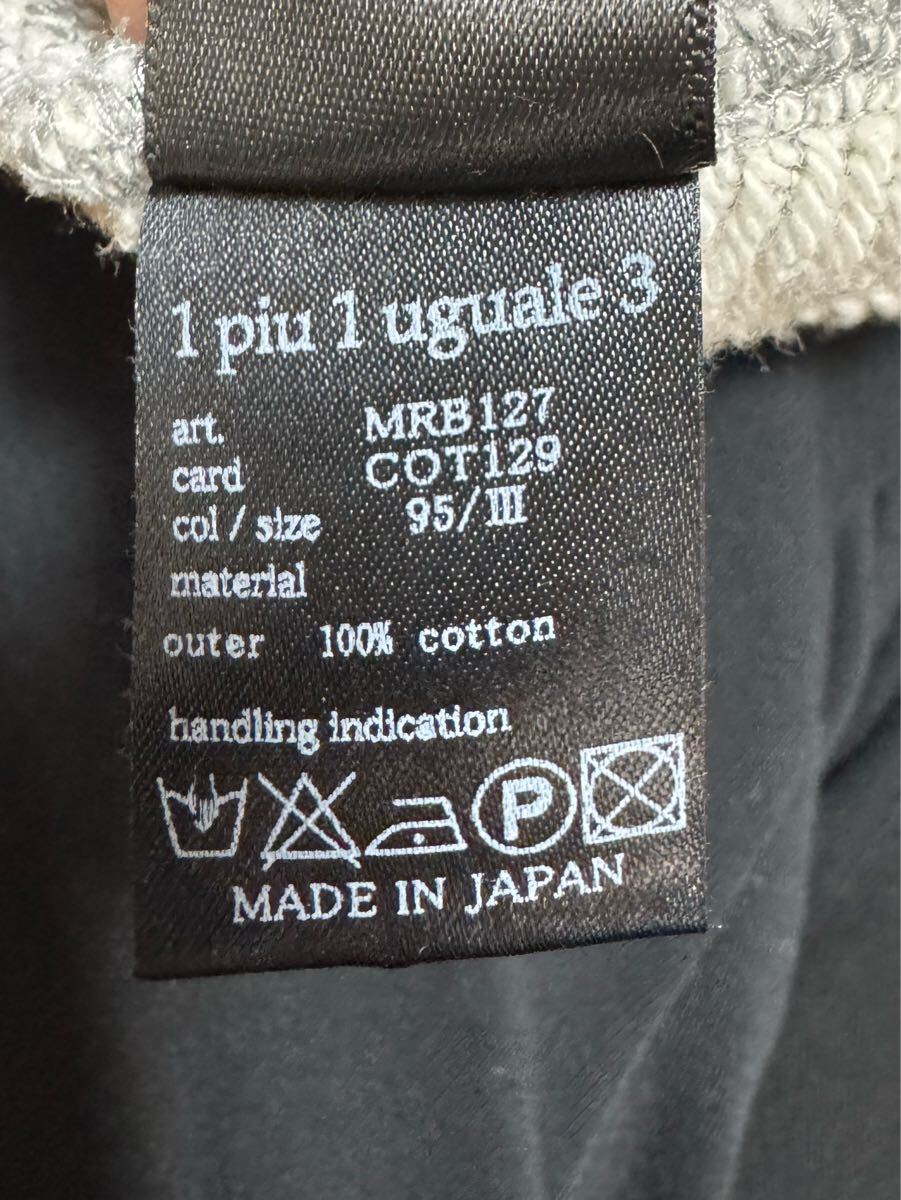 1 piu 1 uguale 3
art. MRB127
card COT129
col / size 95/III
material
outer 100% cotton
handling indication
P
MADE IN JAPAN